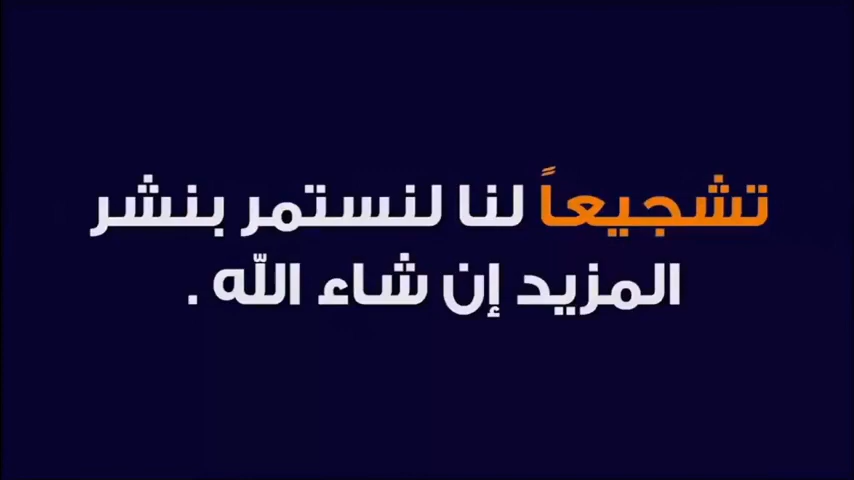 تشجيعاً لنا لنستمر بنشر
المزيد إن شاء الله .